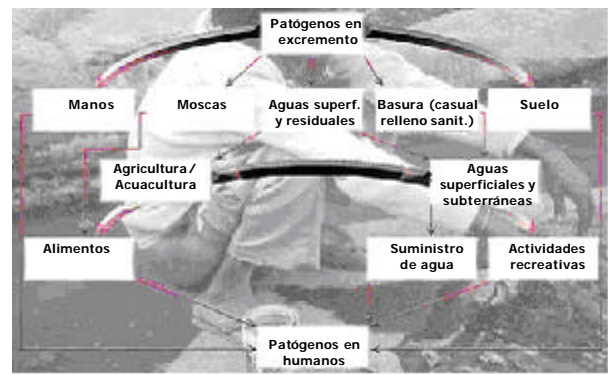 Patógenos en
excremento
Manos
Moscas
Aguas superf.
y residuales
Basura (casual
relleno sanit.)
Suelo
Agricultura/
Acuacultura
Aguas
superficiales y
subterráneas
Alimentos
Suministro
de agua
Actividades
recreativas
Patógenos en
humanos